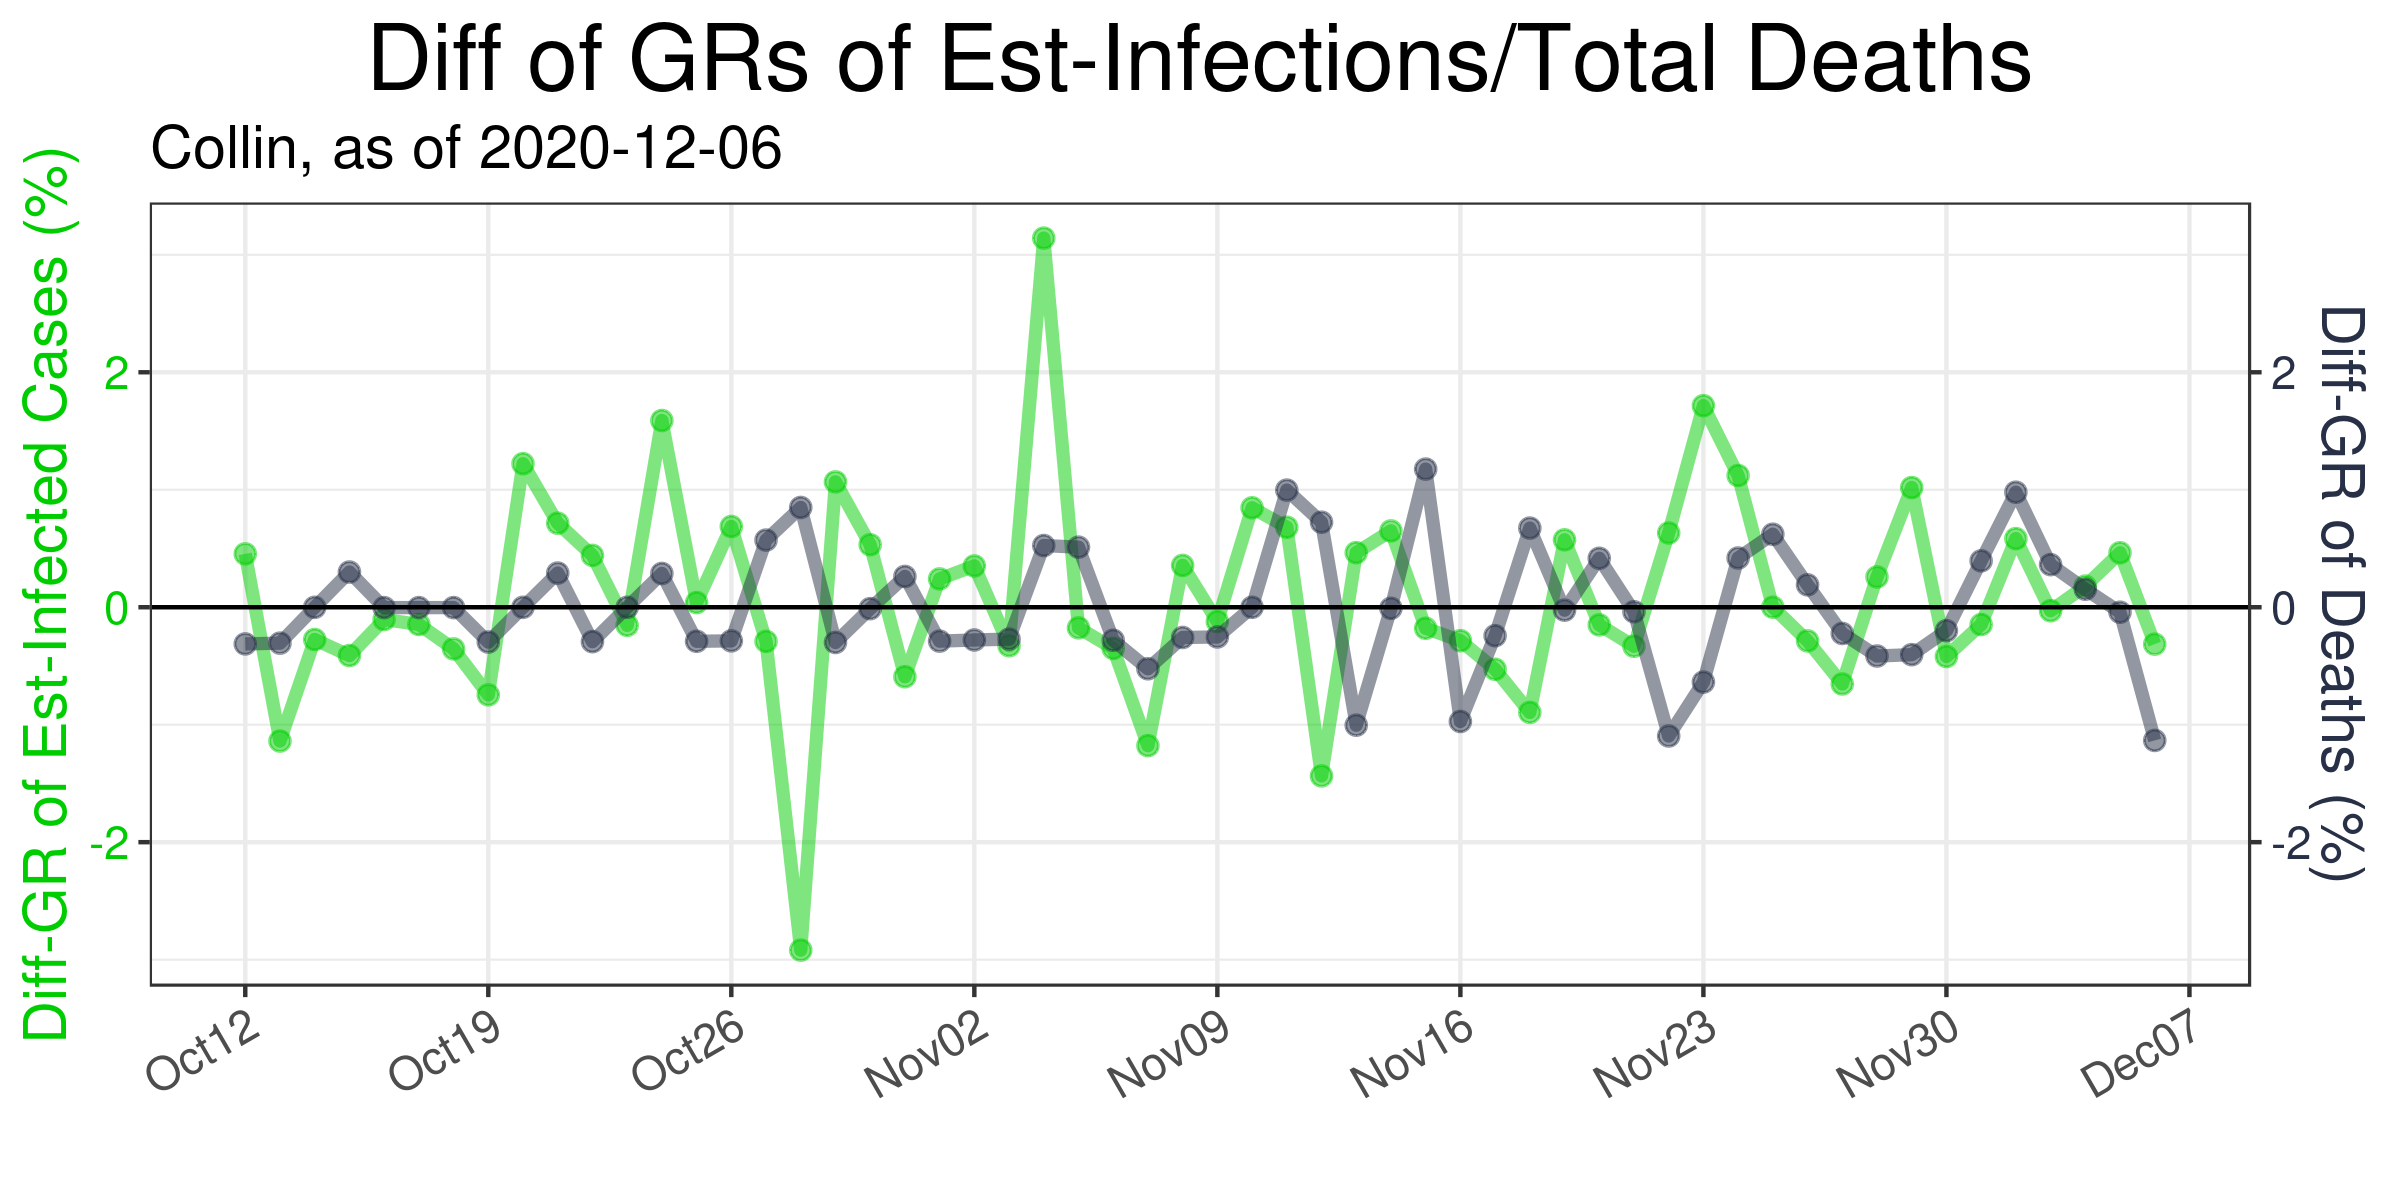 Diff of GRs of Est-Infections/Total Deaths
Collin, as of 2020-12-06
Diff-GR of Est-Infected Cases (%)
2
0
-2
2
0
-2
Diff-GR of Deaths (%)
Oct12
Oct19
Oct26
Nov02
Nov09
Nov16
Nov23
Nov30
Dec07